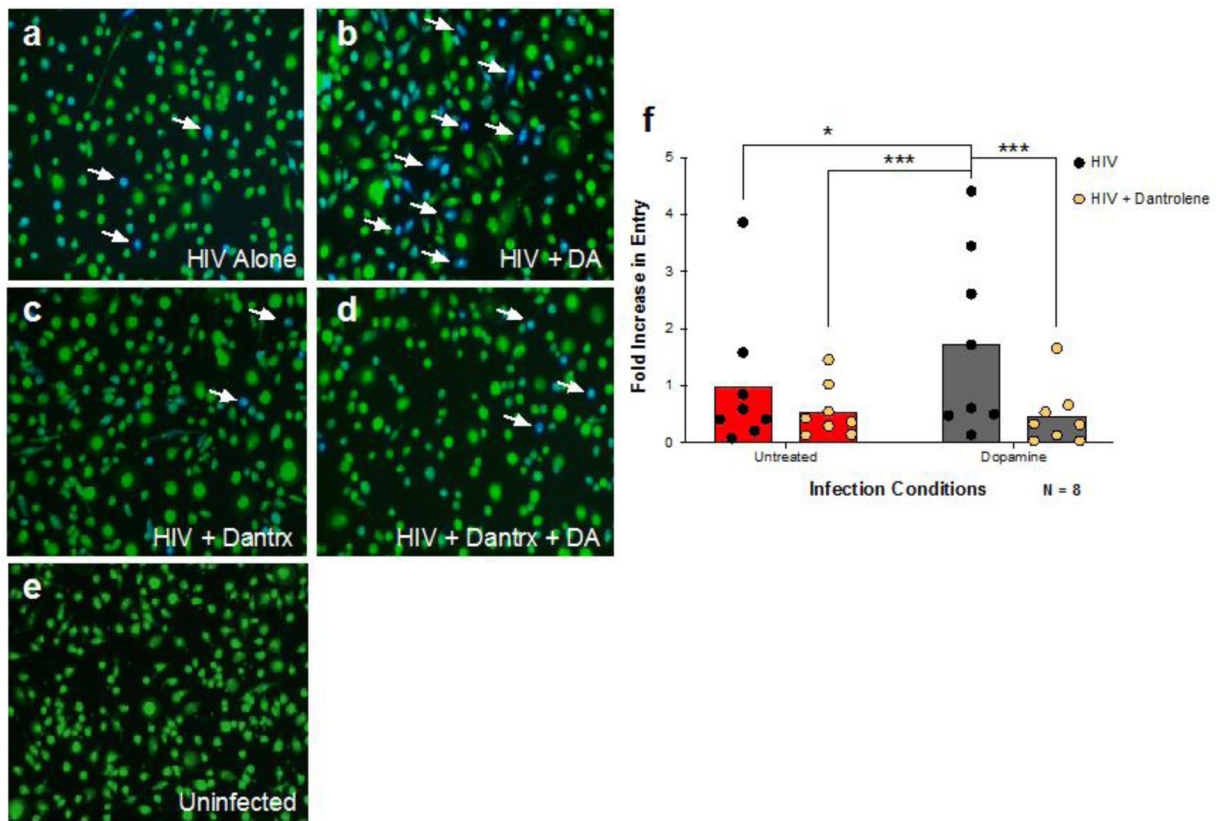 a
HIV Alone
b
HIV + DA
c
HIV + Dantrx
d
HIV + Dantrx + DA
e
Uninfected
f
*
***
***
HIV
HIV + Dantrolene
Fold Increase in Entry
5
4
3
2
1
0
Untreated
Dopamine
Infection Conditions
N = 8